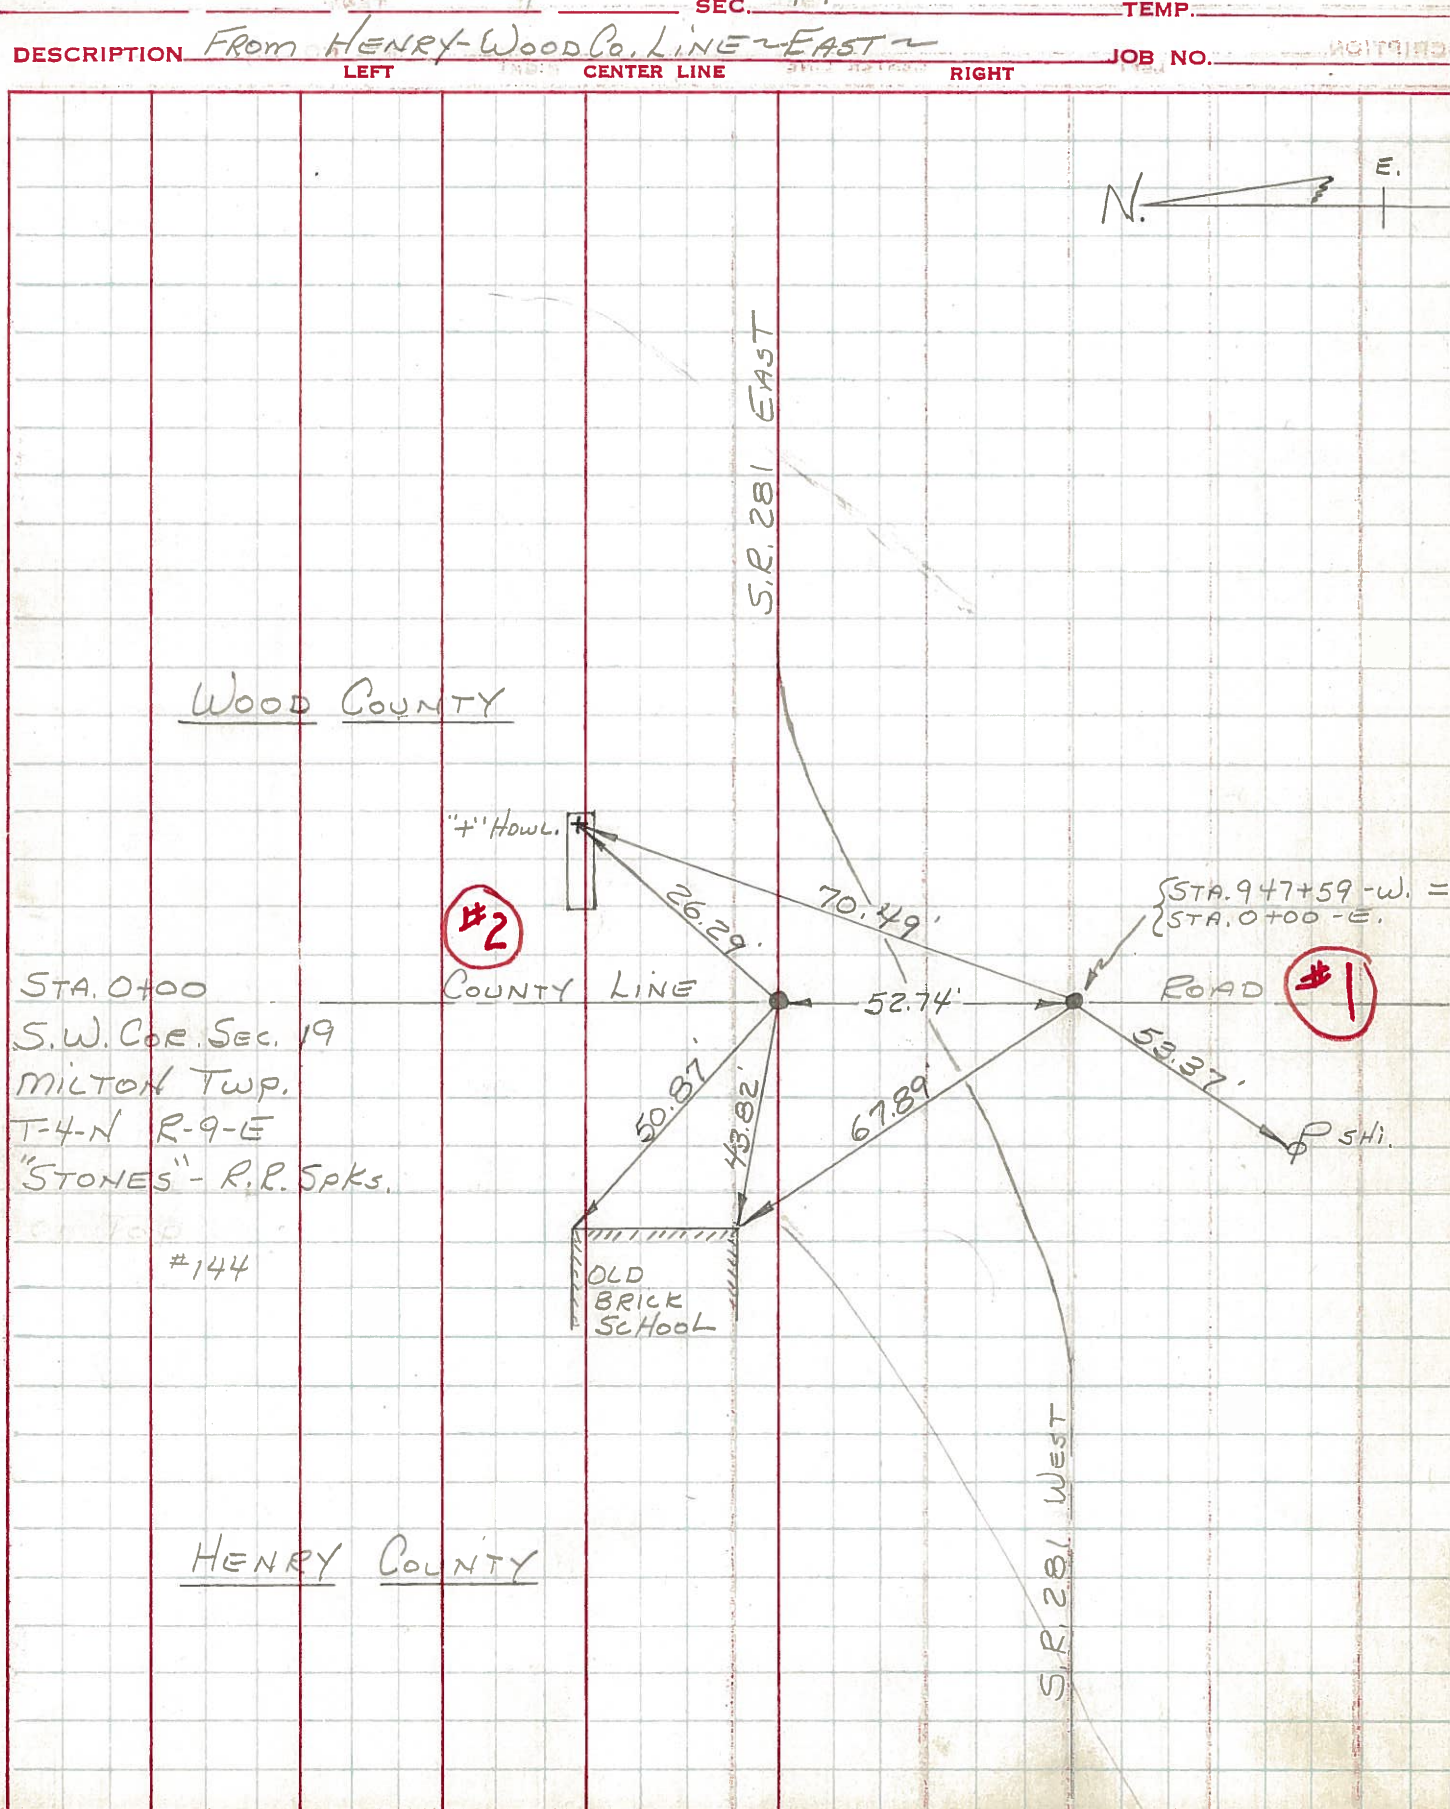 SEC.
TEMP.
DESCRIPTION From HENRY-WOOD CO. LINE ~ EAST ~
JOB NO.
LEFT
CENTER LINE
RIGHT
N.
E.
S.R. 281 EAST
WOOD COUNTY
"+" HDWL.
#2
26.29'
70.49'
{STA. 947+59 -W. =
{STA. 0+00 -E.
STA. 0+00
COUNTY LINE
52.74'
ROAD
#1
S.W. COR. SEC. 19
MILTON TWP.
T-4-N R-9-E
"STONES" - R.R. SPKS.
#144
50.87'
43.82'
67.89'
53.37'
P SHI.
OLD
BRICK
SCHOOL
S.R. 281 WEST
HENRY COUNTY